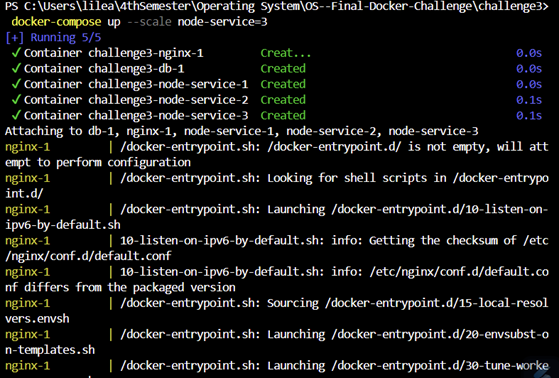 PS C:\Users\lilea\4thSemester\Operating System\OS--Final-Docker-Challenge\challenge3>
docker-compose up --scale node-service=3
[+] Running 5/5
✓ Container challenge3-nginx-1 Creat... 0.0s
✓ Container challenge3-db-1 Created 0.0s
✓ Container challenge3-node-service-1 Created 0.0s
✓ Container challenge3-node-service-2 Created 0.1s
✓ Container challenge3-node-service-3 Created 0.1s
Attaching to db-1, nginx-1, node-service-1, node-service-2, node-service-3
nginx-1 | /docker-entrypoint.sh: /docker-entrypoint.d/ is not empty, will att
empt to perform configuration
nginx-1 | /docker-entrypoint.sh: Looking for shell scripts in /docker-entrypo
int.d/
nginx-1 | /docker-entrypoint.sh: Launching /docker-entrypoint.d/10-listen-on-
ipv6-by-default.sh
nginx-1 | 10-listen-on-ipv6-by-default.sh: info: Getting the checksum of /etc
/nginx/conf.d/default.conf
nginx-1 | 10-listen-on-ipv6-by-default.sh: info: /etc/nginx/conf.d/default.co
nf differs from the packaged version
nginx-1 | /docker-entrypoint.sh: Sourcing /docker-entrypoint.d/15-local-resol
vers.envsh
nginx-1 | /docker-entrypoint.sh: Launching /docker-entrypoint.d/20-envsubst-o
n-templates.sh
nginx-1 | /docker-entrypoint.sh: Launching /docker-entrypoint.d/30-tune-worke